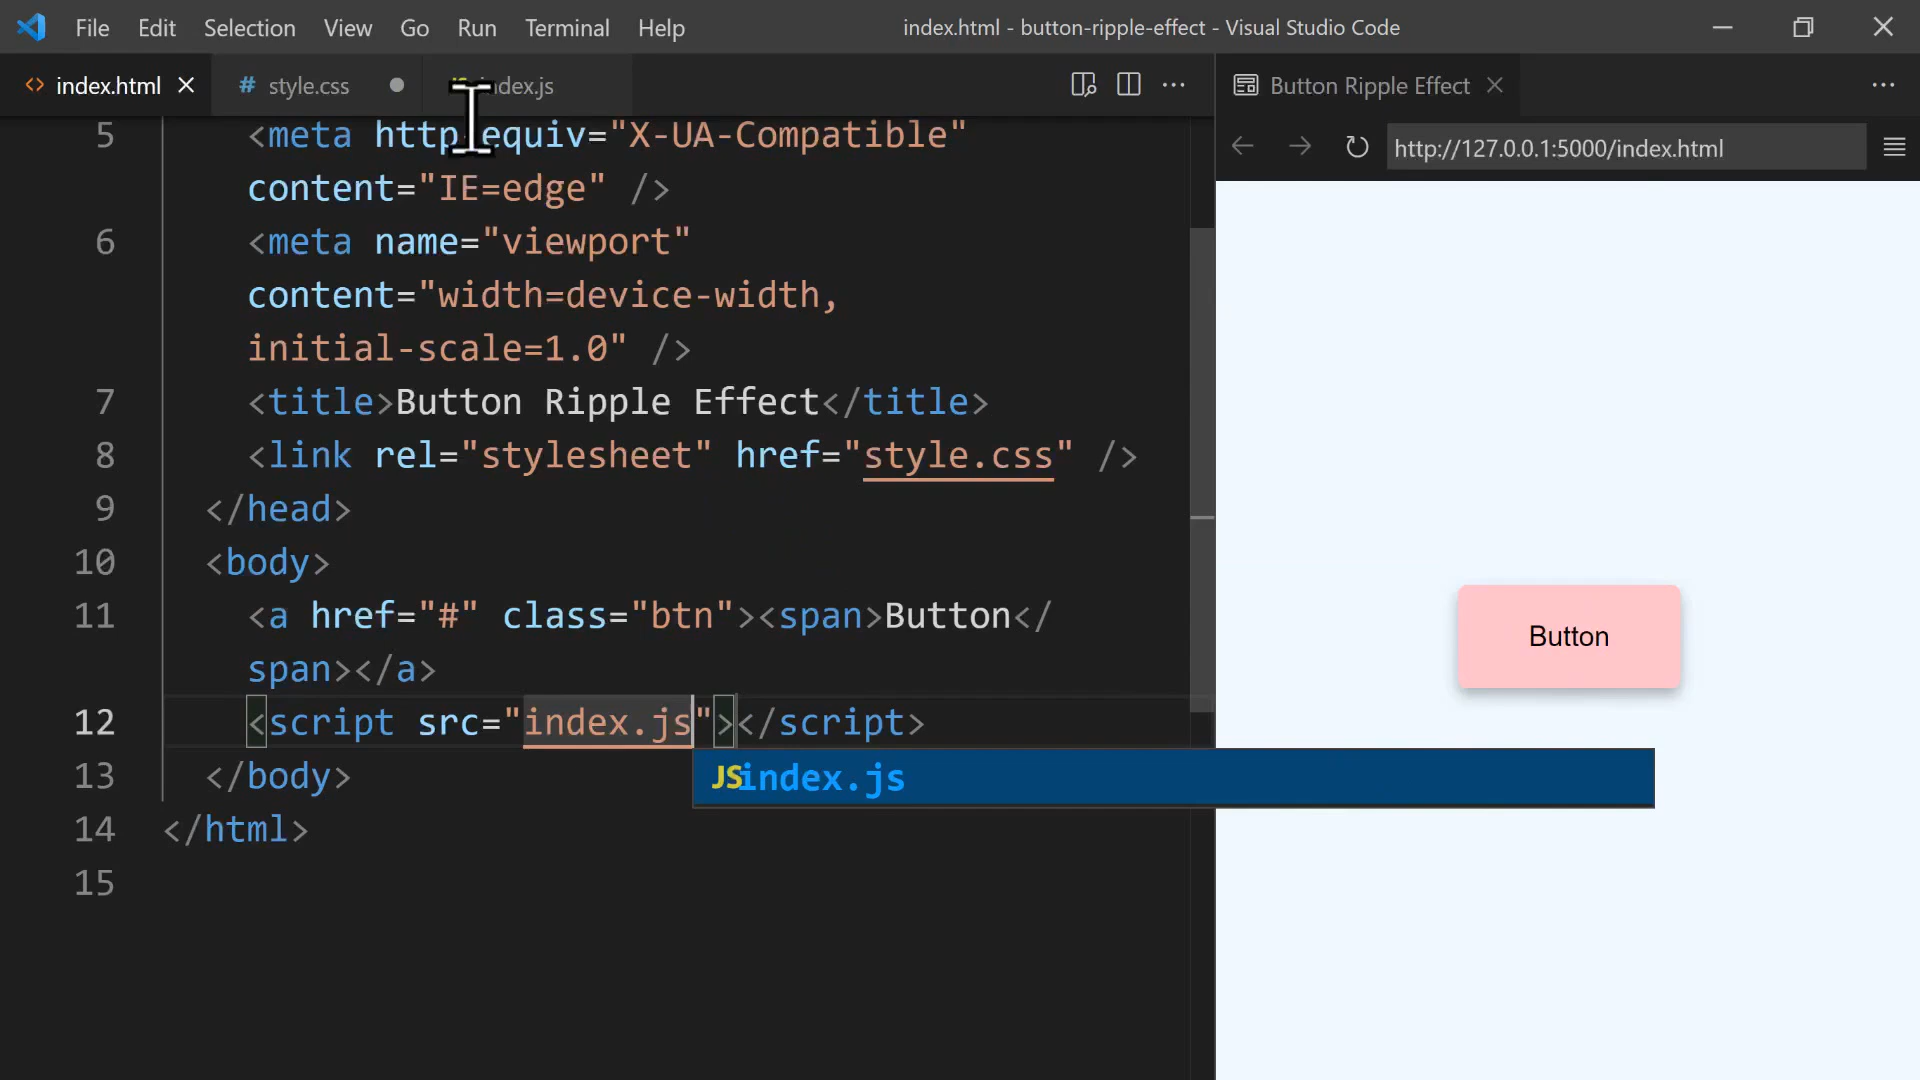 File Edit Selection View Go Run Terminal Help index.html - button-ripple-effect - Visual Studio Code
index.html # style.css index.js Button Ripple Effect
http://127.0.0.1:5000/index.html
5 <meta http-equiv="X-UA-Compatible"
content="IE=edge" />
6 <meta name="viewport"
content="width=device-width,
initial-scale=1.0" />
7 <title>Button Ripple Effect</title>
8 <link rel="stylesheet" href="style.css" />
9 </head>
10 <body>
11 <a href="#" class="btn"><span>Button</
span></a>
12 <script src="index.js"></script>
JS index.js
13 </body>
14 </html>
15
Button